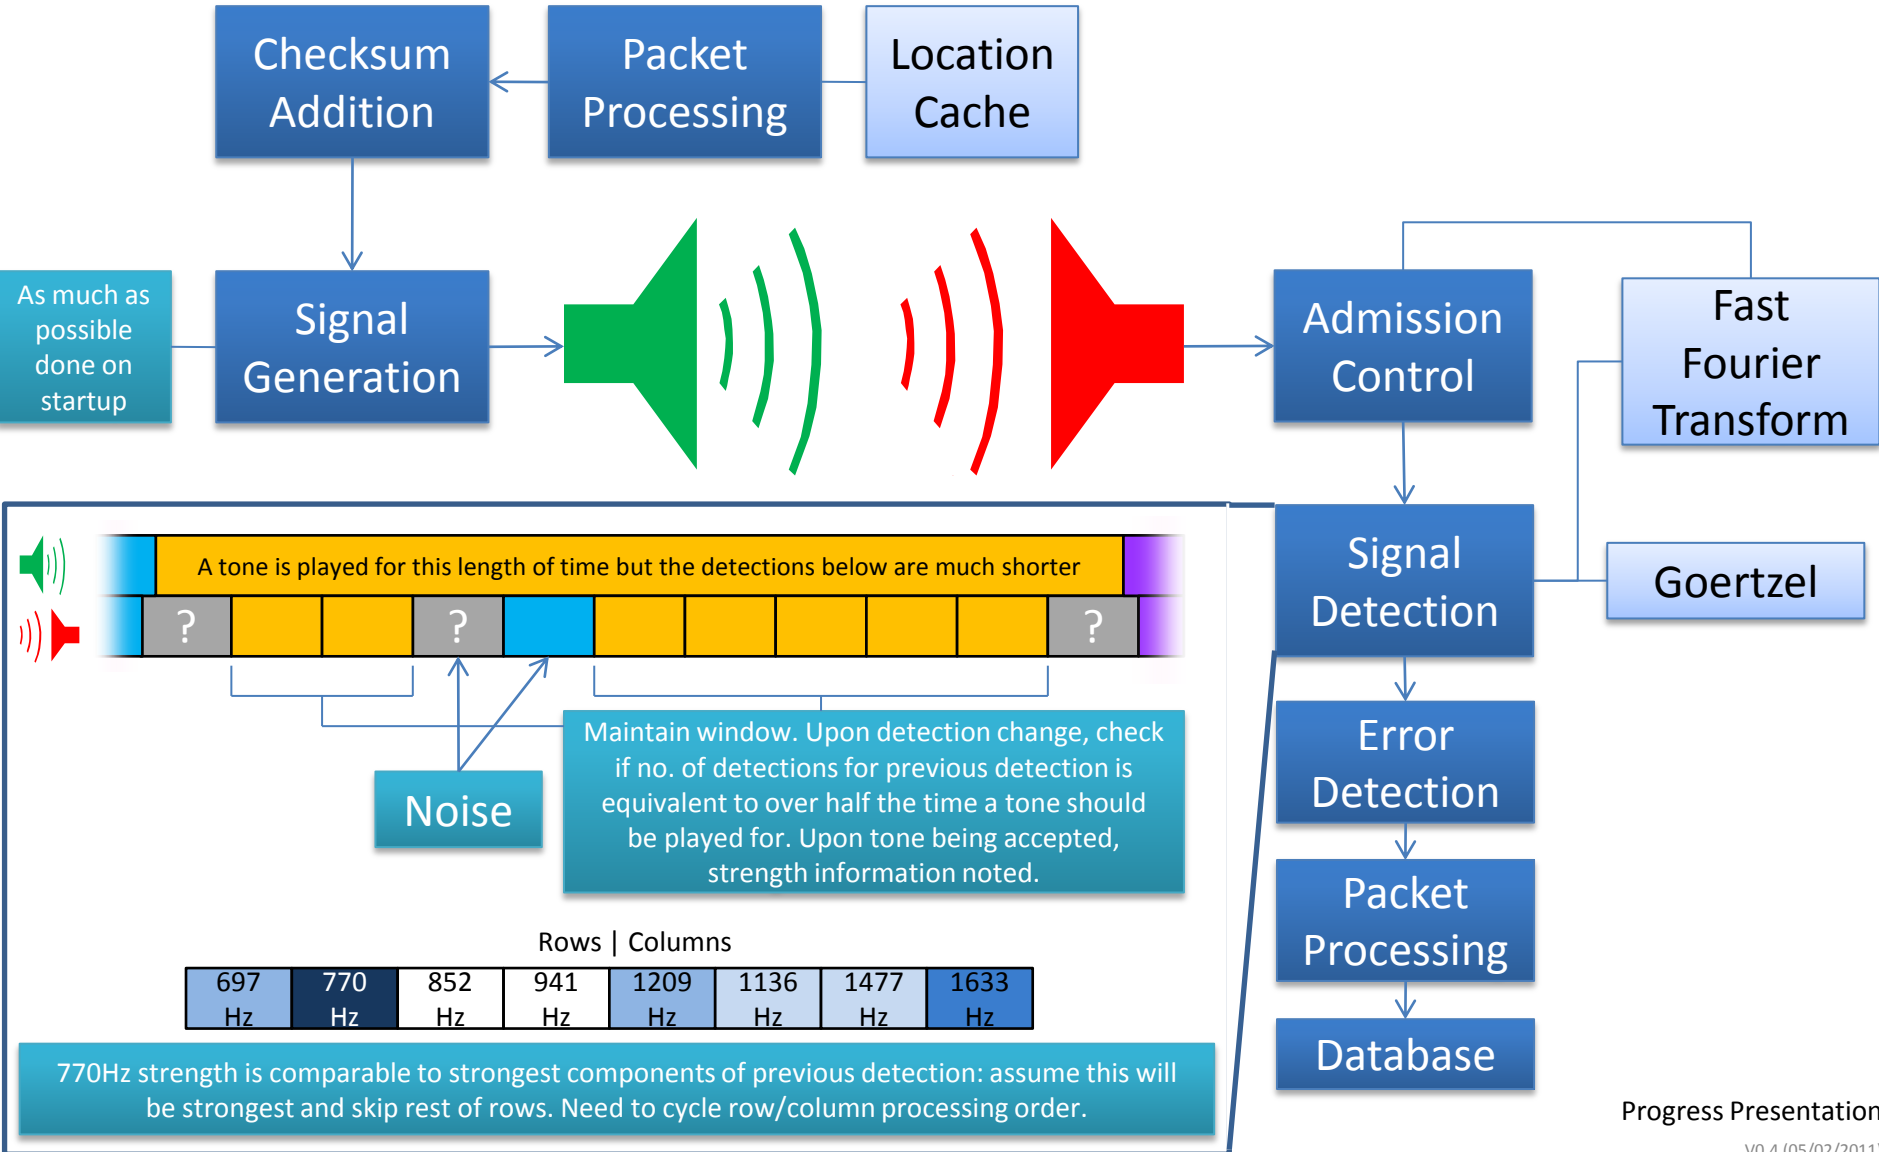 Checksum
Addition
Packet
Processing
Location
Cache
As much as
possible
done on
startup
Signal
Generation
Admission
Control
Fast
Fourier
Transform
A tone is played for this length of time but the detections below are much shorter
? ? ?
Signal
Detection
Goertzel
Noise
Maintain window. Upon detection change, check
if no. of detections for previous detection is
equivalent to over half the time a tone should
be played for. Upon tone being accepted,
strength information noted.
Error
Detection
Packet
Processing
Database
Rows | Columns
697 770 852 941 1209 1136 1477 1633
Hz Hz Hz Hz Hz Hz Hz Hz
770Hz strength is comparable to strongest components of previous detection: assume this will
be strongest and skip rest of rows. Need to cycle row/column processing order.
Progress Presentation
V0.4 (05/02/2011)